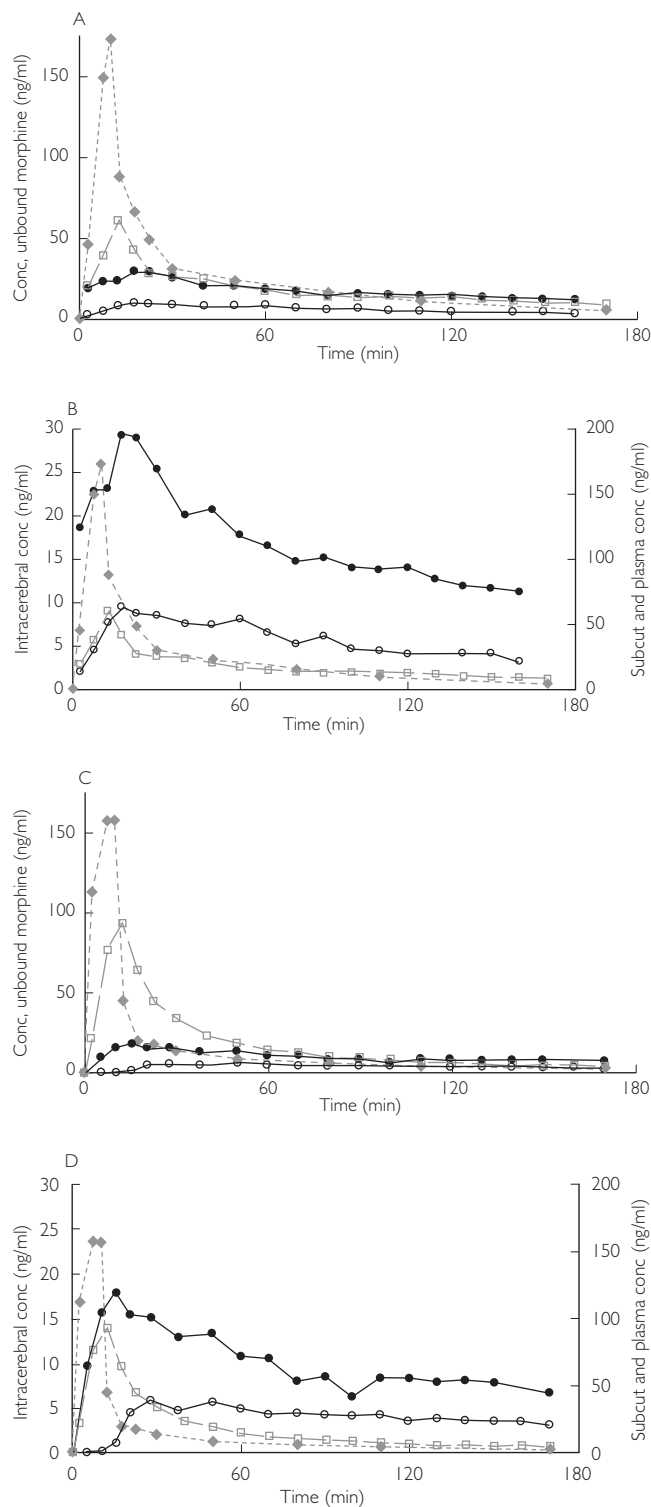 A
Conc, unbound morphine (ng/ml)
150
100
50
0
0 60 120 180
Time (min)
B
Intracerebral conc (ng/ml)
30
25
20
15
10
5
0
200
150
100
50
0
Subcut and plasma conc (ng/ml)
0 60 120 180
Time (min)
C
Conc, unbound morphine (ng/ml)
150
100
50
0
0 60 120 180
Time (min)
D
Intracerebral conc (ng/ml)
30
25
20
15
10
5
0
200
150
100
50
0
Subcut and plasma conc (ng/ml)
0 60 120 180
Time (min)